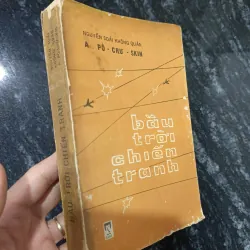 NGUYÊN SOÁI KHÔNG QUÂN
A. PÔ - CRƯ - SKIN
bầu
trời
chiến
tranh
BẦU TRỜI CHIẾN TRANH